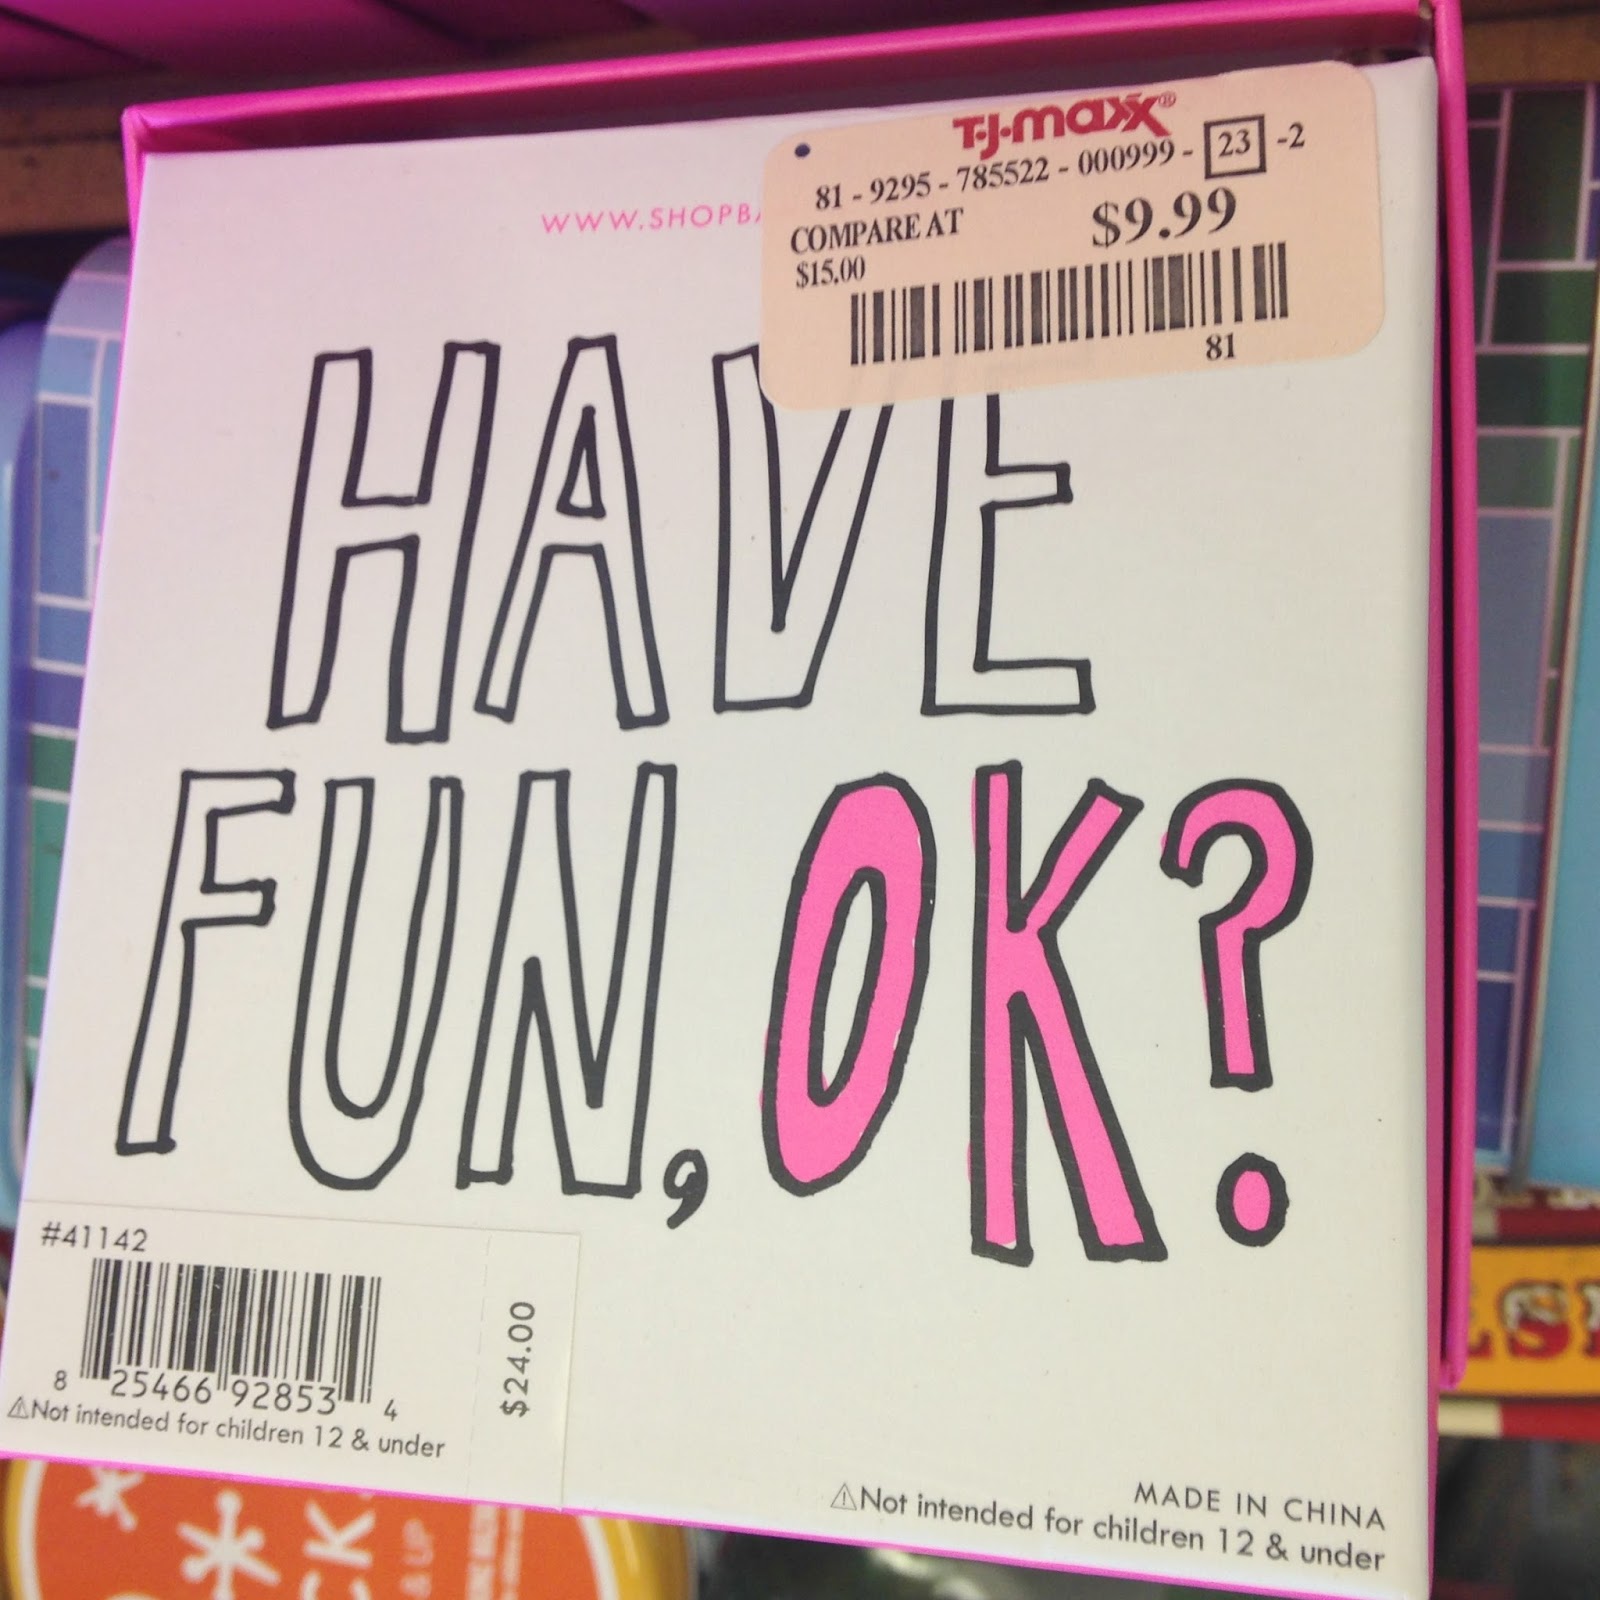 T·J·maxx®
81 - 9295 - 785522 - 000999 - 23 -2
COMPARE AT $9.99
$15.00
81
WWW.SHOPBA
HAVE
FUN, OK?
#41142
$24.00
8 25466 92853 4
⚠Not intended for children 12 & under
MADE IN CHINA
⚠Not intended for children 12 & under
& UP